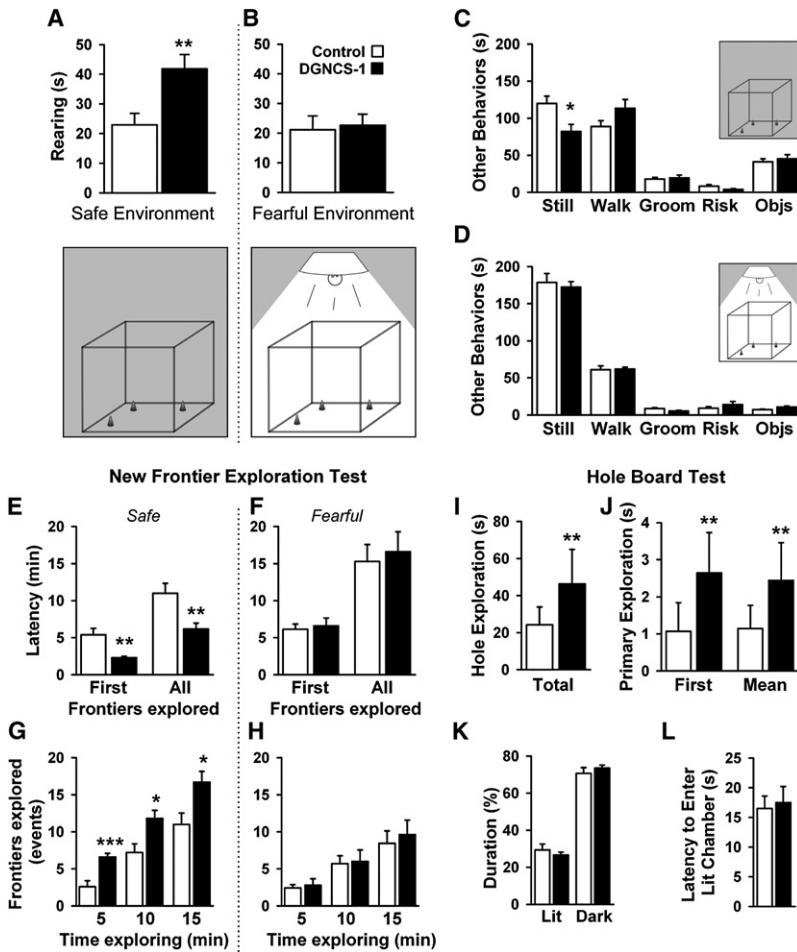 A
**
50
40
30
20
10
0
Rearing (s)
Safe Environment
B
Control
DGNCS-1
50
40
30
20
10
0
Fearful Environment
C
200
150
100
50
0
Other Behaviors (s)
*
Still Walk Groom Risk Objs
D
200
150
100
50
0
Other Behaviors (s)
Still Walk Groom Risk Objs
New Frontier Exploration Test
E
Safe
20
15
10
5
0
Latency (min)
**
**
First All
Frontiers explored
F
Fearful
20
15
10
5
0
First All
Frontiers explored
G
20
15
10
5
0
Frontiers explored
(events)
***
*
*
5 10 15
Time exploring (min)
H
20
15
10
5
0
5 10 15
Time exploring (min)
Hole Board Test
I
80
60
40
20
0
Hole Exploration (s)
**
Total
J
4
3
2
1
0
Primary Exploration (s)
**
**
First Mean
K
80
60
40
20
0
Duration (%)
Lit Dark
L
25
20
15
10
5
0
Latency to Enter
Lit Chamber (s)